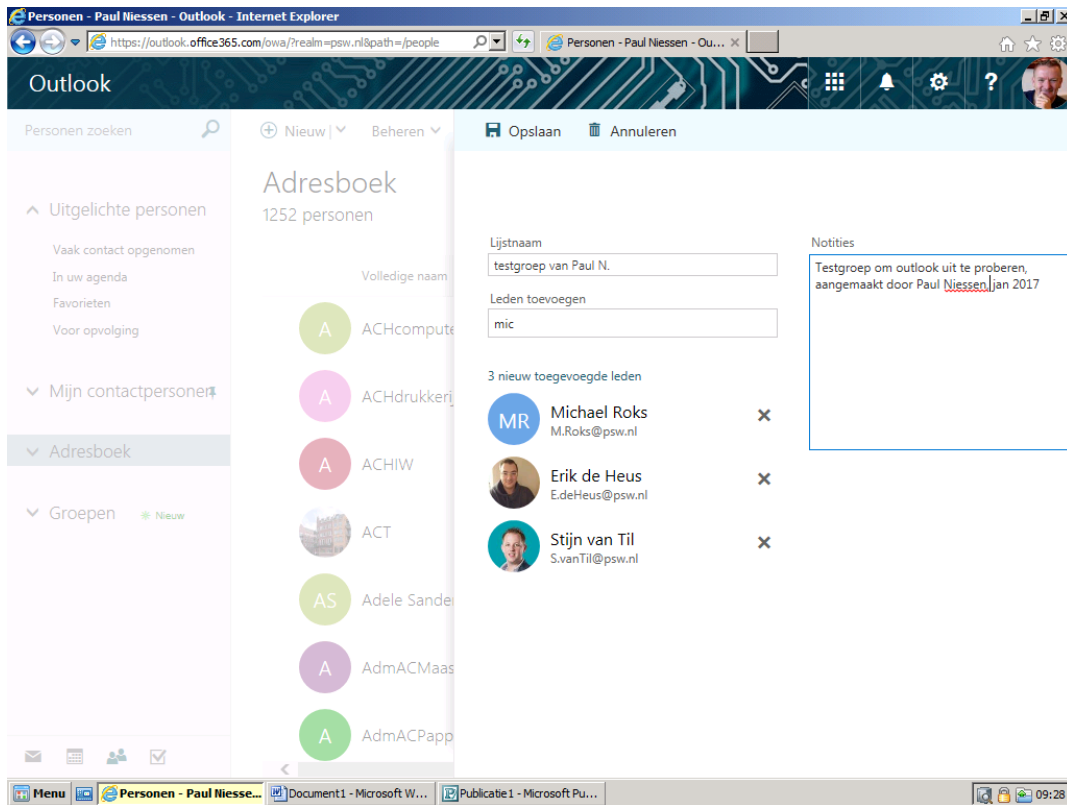 Personen - Paul Niessen - Outlook - Internet Explorer
https://outlook.office365.com/owa/?realm=psw.nl&path=/people
Personen - Paul Niessen - Ou...
Outlook
Personen zoeken
Nieuw
Beheren
Opslaan
Annuleren
Uitgelichte personen
Vaak contact opgenomen
In uw agenda
Favorieten
Voor opvolging
Mijn contactpersonen
Adresboek
Groepen
Nieuw
Adresboek
1252 personen
Volledige naam
A
ACHcompute
A
ACHdrukkerij
A
ACHIW
ACT
AS
Adele Sande
A
AdmACMaas
A
AdmACPapp
Lijstnaam
testgroep van Paul N.
Leden toevoegen
mic
3 nieuw toegevoegde leden
MR
Michael Roks
M.Roks@psw.nl
Erik de Heus
E.deHeus@psw.nl
Stijn van Til
S.vanTil@psw.nl
Notities
Testgroep om outlook uit te proberen,
aangemaakt door Paul Niessen, jan 2017
Menu
Personen - Paul Niesse...
Document1 - Microsoft W...
Publicatie1 - Microsoft Pu...
09:28